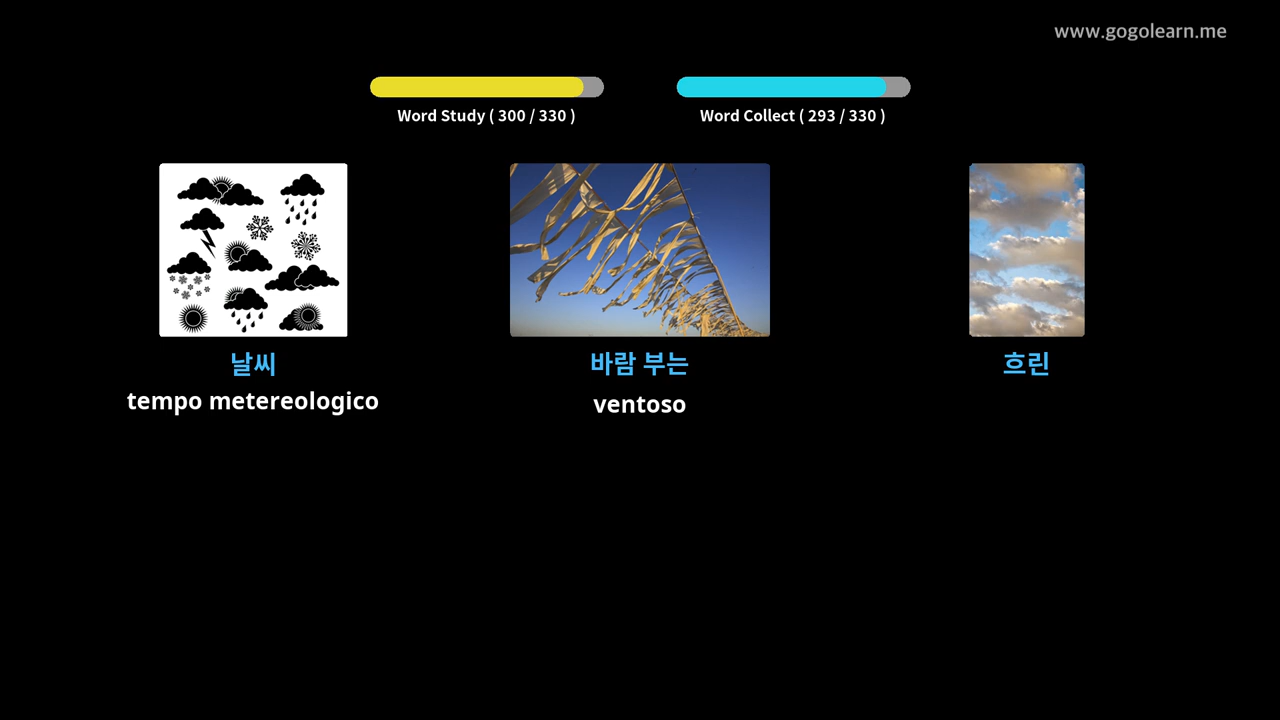 www.gogolearn.me
Word Study ( 300 / 330 )
Word Collect ( 293 / 330 )
날씨
바람 부는
흐린
tempo metereologico
ventoso